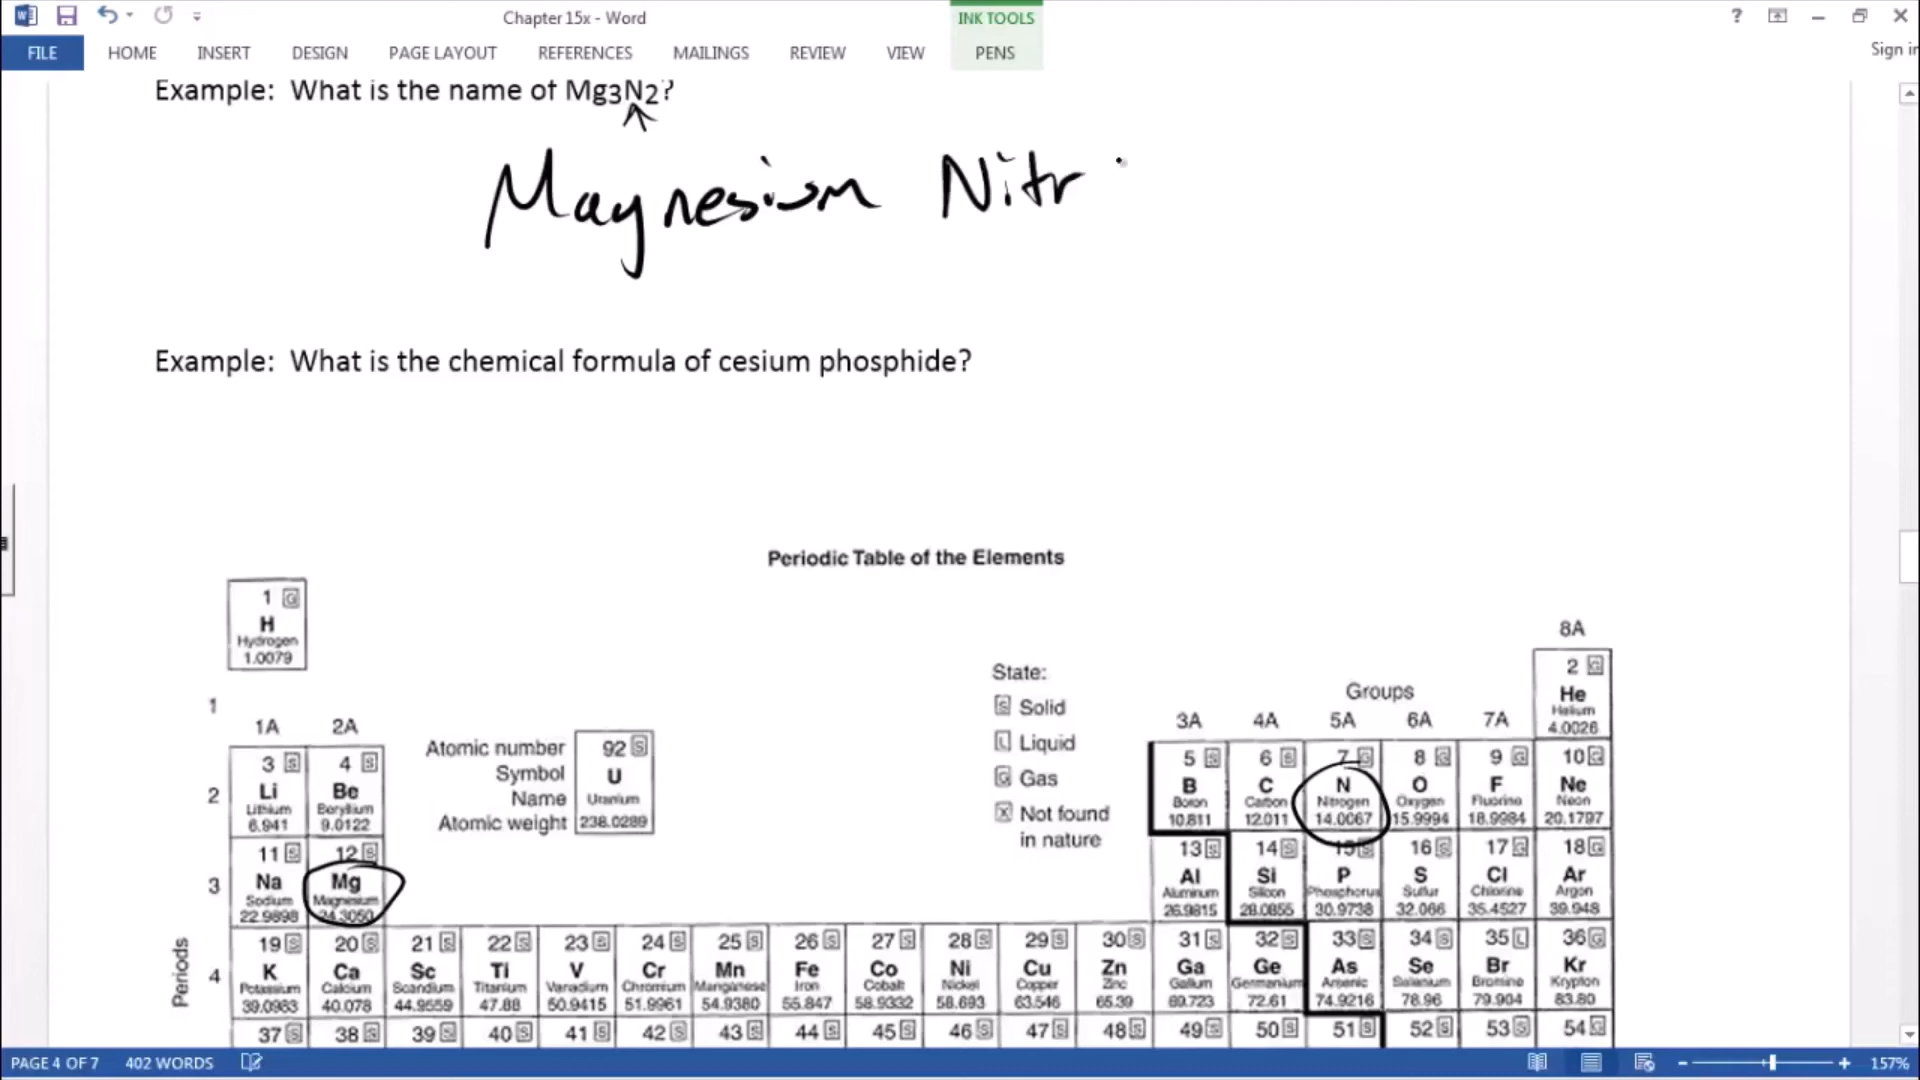 Chapter 15x - Word
INK TOOLS
?
FILE HOME INSERT DESIGN PAGE LAYOUT REFERENCES MAILINGS REVIEW VIEW PENS
Sign in
Example: What is the name of Mg3N2?
Magnesium Nitr
Example: What is the chemical formula of cesium phosphide?
Periodic Table of the Elements
1 G
H
Hydrogen
1.0079
8A
State:
S Solid
L Liquid
G Gas
X Not found
in nature
Groups
2 G
He
Helium
4.0026
1
1A 2A
3A 4A 5A 6A 7A
Atomic number 92 S
Symbol U
Name Uranium
Atomic weight 238.0289
2
3 S 4 S 5 S 6 S 7 G 8 G 9 G 10 G
Li Be B C N O F Ne
Lithium Beryllium Boron Carbon Nitrogen Oxygen Fluorine Neon
6.941 9.0122 10.811 12.011 14.0067 15.9994 18.9984 20.1797
3
11 S 12 S 13 S 14 S 15 S 16 S 17 G 18 G
Na Mg Al Si P S Cl Ar
Sodium Magnesium Aluminum Silicon Phosphorus Sulfur Chlorine Argon
22.9898 24.3050 26.9815 28.0855 30.9738 32.066 35.4527 39.948
Periods
4
19 S 20 S 21 S 22 S 23 S 24 S 25 S 26 S 27 S 28 S 29 S 30 S 31 S 32 S 33 S 34 S 35 L 36 G
K Ca Sc Ti V Cr Mn Fe Co Ni Cu Zn Ga Ge As Se Br Kr
Potassium Calcium Scandium Titanium Vanadium Chromium Manganese Iron Cobalt Nickel Copper Zinc Gallium Germanium Arsenic Selenium Bromine Krypton
39.0983 40.078 44.9559 47.88 50.9415 51.9961 54.9380 55.847 58.9332 58.693 63.546 65.39 69.723 72.61 74.9216 78.96 79.904 83.80
37 S 38 S 39 S 40 S 41 S 42 S 43 S 44 S 45 S 46 S 47 S 48 S 49 S 50 S 51 S 52 S 53 S 54 G
PAGE 4 OF 7 402 WORDS
157%